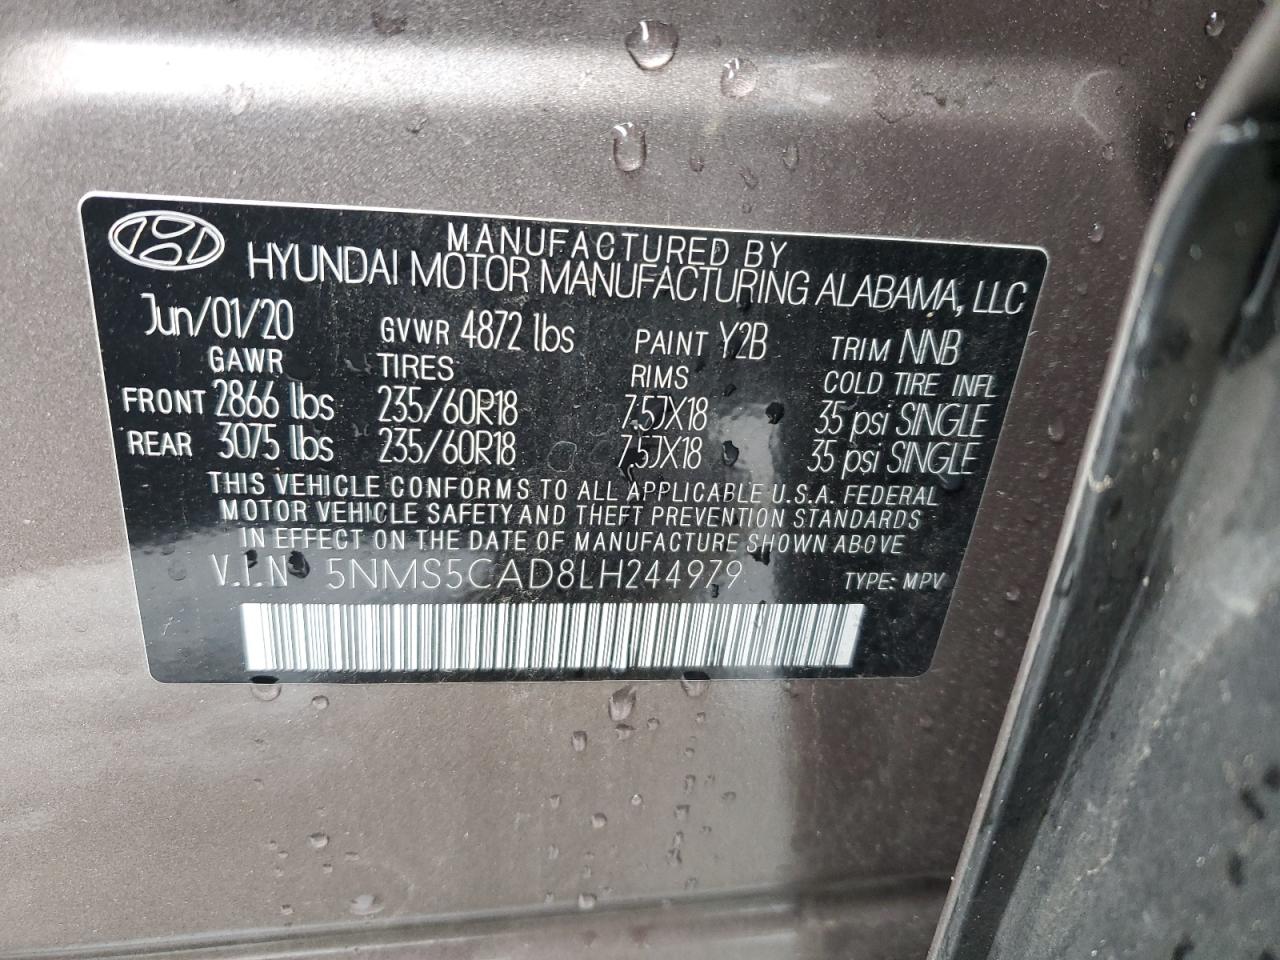 MANUFACTURED BY
HYUNDAI MOTOR MANUFACTURING ALABAMA, LLC
Jun/01/20 GVWR 4872 lbs PAINT Y2B TRIM NNB
GAWR TIRES RIMS COLD TIRE INFL
FRONT 2866 lbs 235/60R18 7.5JX18 35 psi SINGLE
REAR 3075 lbs 235/60R18 7.5JX18 35 psi SINGLE
THIS VEHICLE CONFORMS TO ALL APPLICABLE U.S.A. FEDERAL
MOTOR VEHICLE SAFETY AND THEFT PREVENTION STANDARDS
IN EFFECT ON THE DATE OF MANUFACTURE SHOWN ABOVE
V.I.N 5NMS5CAD8LH244979 TYPE: MPV